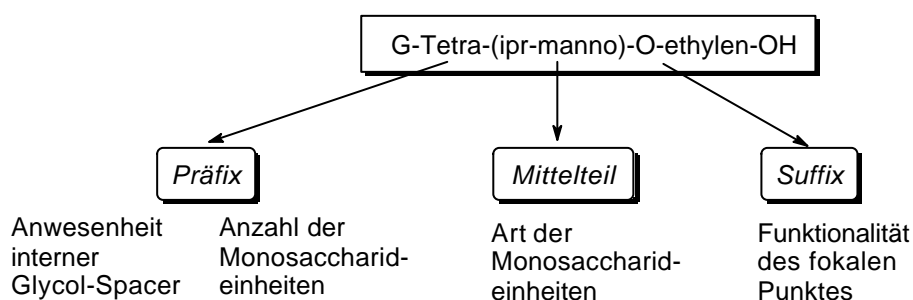 G-Tetra-(ipr-manno)-O-ethylen-OH
Präfix
Mittelteil
Suffix
Anwesenheit
interner
Glycol-Spacer
Anzahl der
Monosaccharid-
einheiten
Art der
Monosaccharid-
einheiten
Funktionalität
des fokalen
Punktes